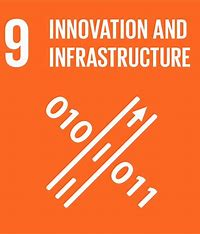 9 INNOVATION AND
INFRASTRUCTURE
010
011